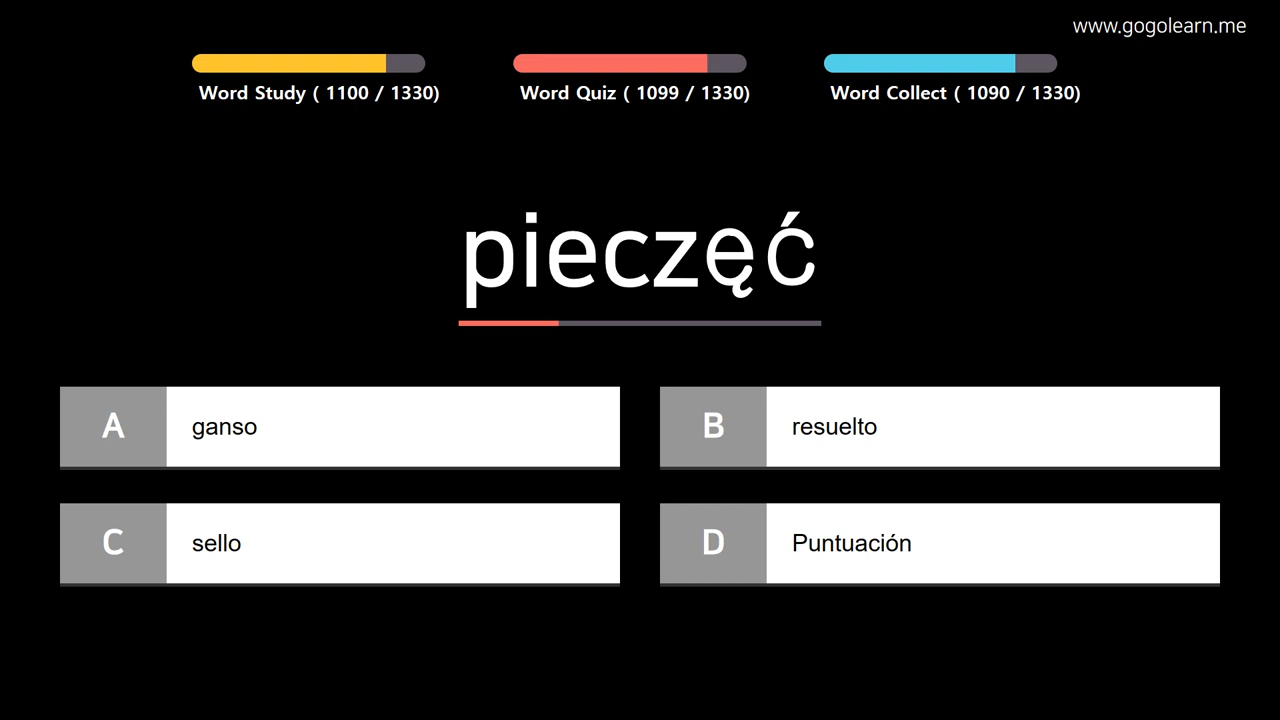 www.gogolearn.me
Word Study ( 1100 / 1330)
Word Quiz ( 1099 / 1330)
Word Collect ( 1090 / 1330)
pieczęć
A
ganso
B
resuelto
C
sello
D
Puntuación